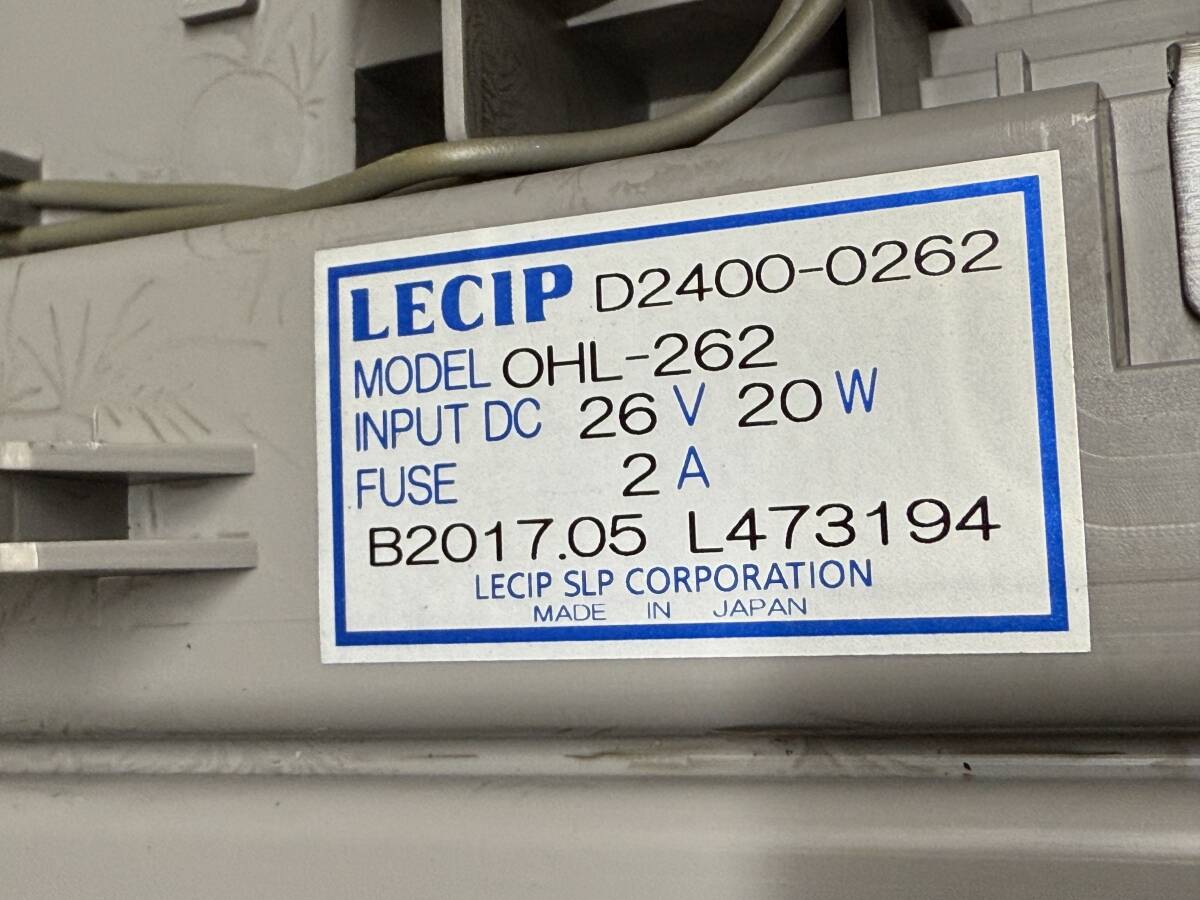 LECIP D2400-0262
MODEL OHL-262
INPUT DC 26 V 20 W
FUSE 2 A
B2017.05 L473194
LECIP SLP CORPORATION
MADE IN JAPAN